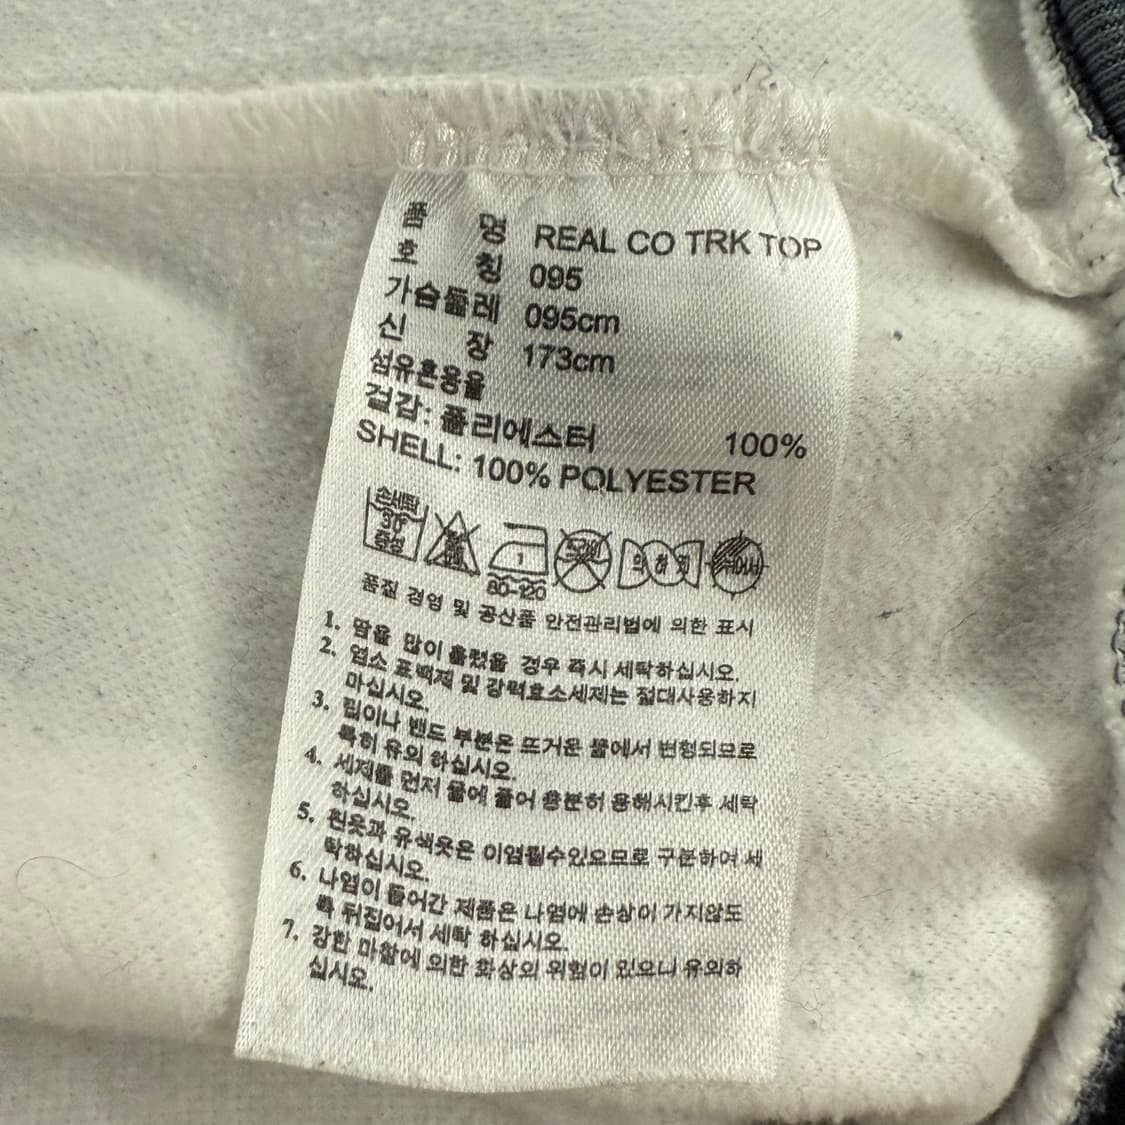 품 명 REAL CO TRK TOP
호 칭 095
가슴둘레 095cm
신 장 173cm
섬유혼용율
겉감: 폴리에스터 100%
SHELL: 100% POLYESTER
손세탁 30° 중성 1 80-120 드라이
품질 경영 및 공산품 안전관리법에 의한 표시
1. 땀을 많이 흘렸을 경우 즉시 세탁하십시오.
2. 염소 표백제 및 강력효소세제는 절대사용하지
마십시오.
3. 립이나 밴드 부분은 뜨거운 물에서 변형되므로
특히 유의 하십시오.
4. 세제를 먼저 물에 풀어 충분히 용해시킨후 세탁
하십시오.
5. 흰옷과 유색옷은 이염될수있으므로 구분하여 세
탁하십시오.
6. 나염이 들어간 제품은 나염에 손상이 가지않도
록 뒤집어서 세탁 하십시오.
7. 강한 마찰에 의한 화상의 위험이 있으니 유의하
십시오.